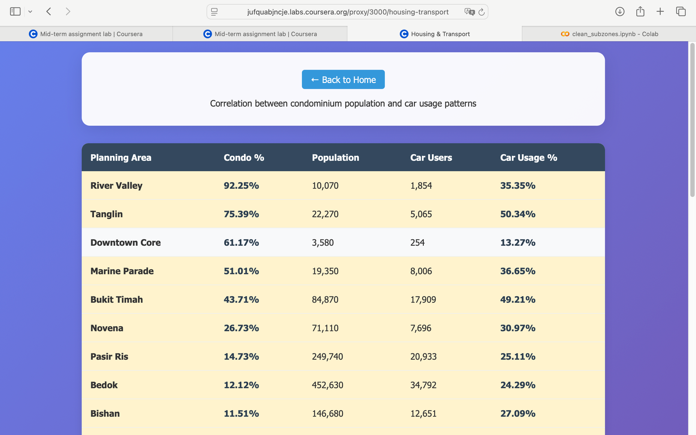 jufquabjncje.labs.coursera.org/proxy/3000/housing-transport
Mid-term assignment lab | Coursera
Mid-term assignment lab | Coursera
Housing & Transport
clean_subzones.ipynb - Colab
← Back to Home
Correlation between condominium population and car usage patterns
Planning Area Condo % Population Car Users Car Usage %
River Valley 92.25% 10,070 1,854 35.35%
Tanglin 75.39% 22,270 5,065 50.34%
Downtown Core 61.17% 3,580 254 13.27%
Marine Parade 51.01% 19,350 8,006 36.65%
Bukit Timah 43.71% 84,870 17,909 49.21%
Novena 26.73% 71,110 7,696 30.97%
Pasir Ris 14.73% 249,740 20,933 25.11%
Bedok 12.12% 452,630 34,792 24.29%
Bishan 11.51% 146,680 12,651 27.09%